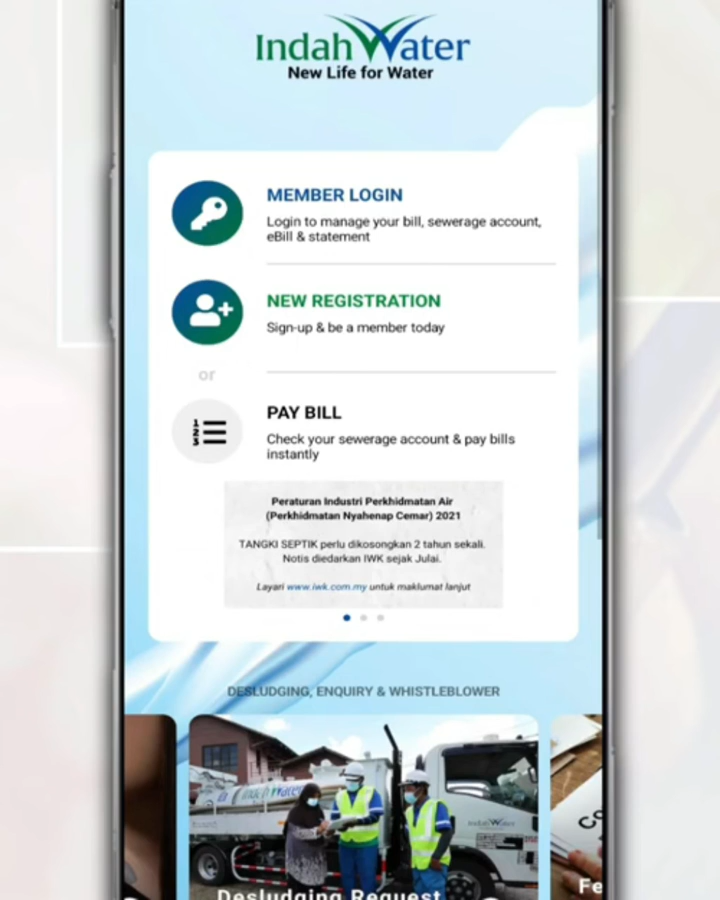 IndahWater
New Life for Water
MEMBER LOGIN
Login to manage your bill, sewerage account,
eBill & statement
NEW REGISTRATION
Sign-up & be a member today
or
PAY BILL
Check your sewerage account & pay bills
instantly
Peraturan Industri Perkhidmatan Air
(Perkhidmatan Nyahenap Cemar) 2021
TANGKI SEPTIK perlu dikosongkan 2 tahun sekali.
Notis diedarkan IWK sejak Julai.
Layari www.iwk.com.my untuk maklumat lanjut
DESLUDGING, ENQUIRY & WHISTLEBLOWER
IndahWater
IndahWater
Desludging Request
Fe